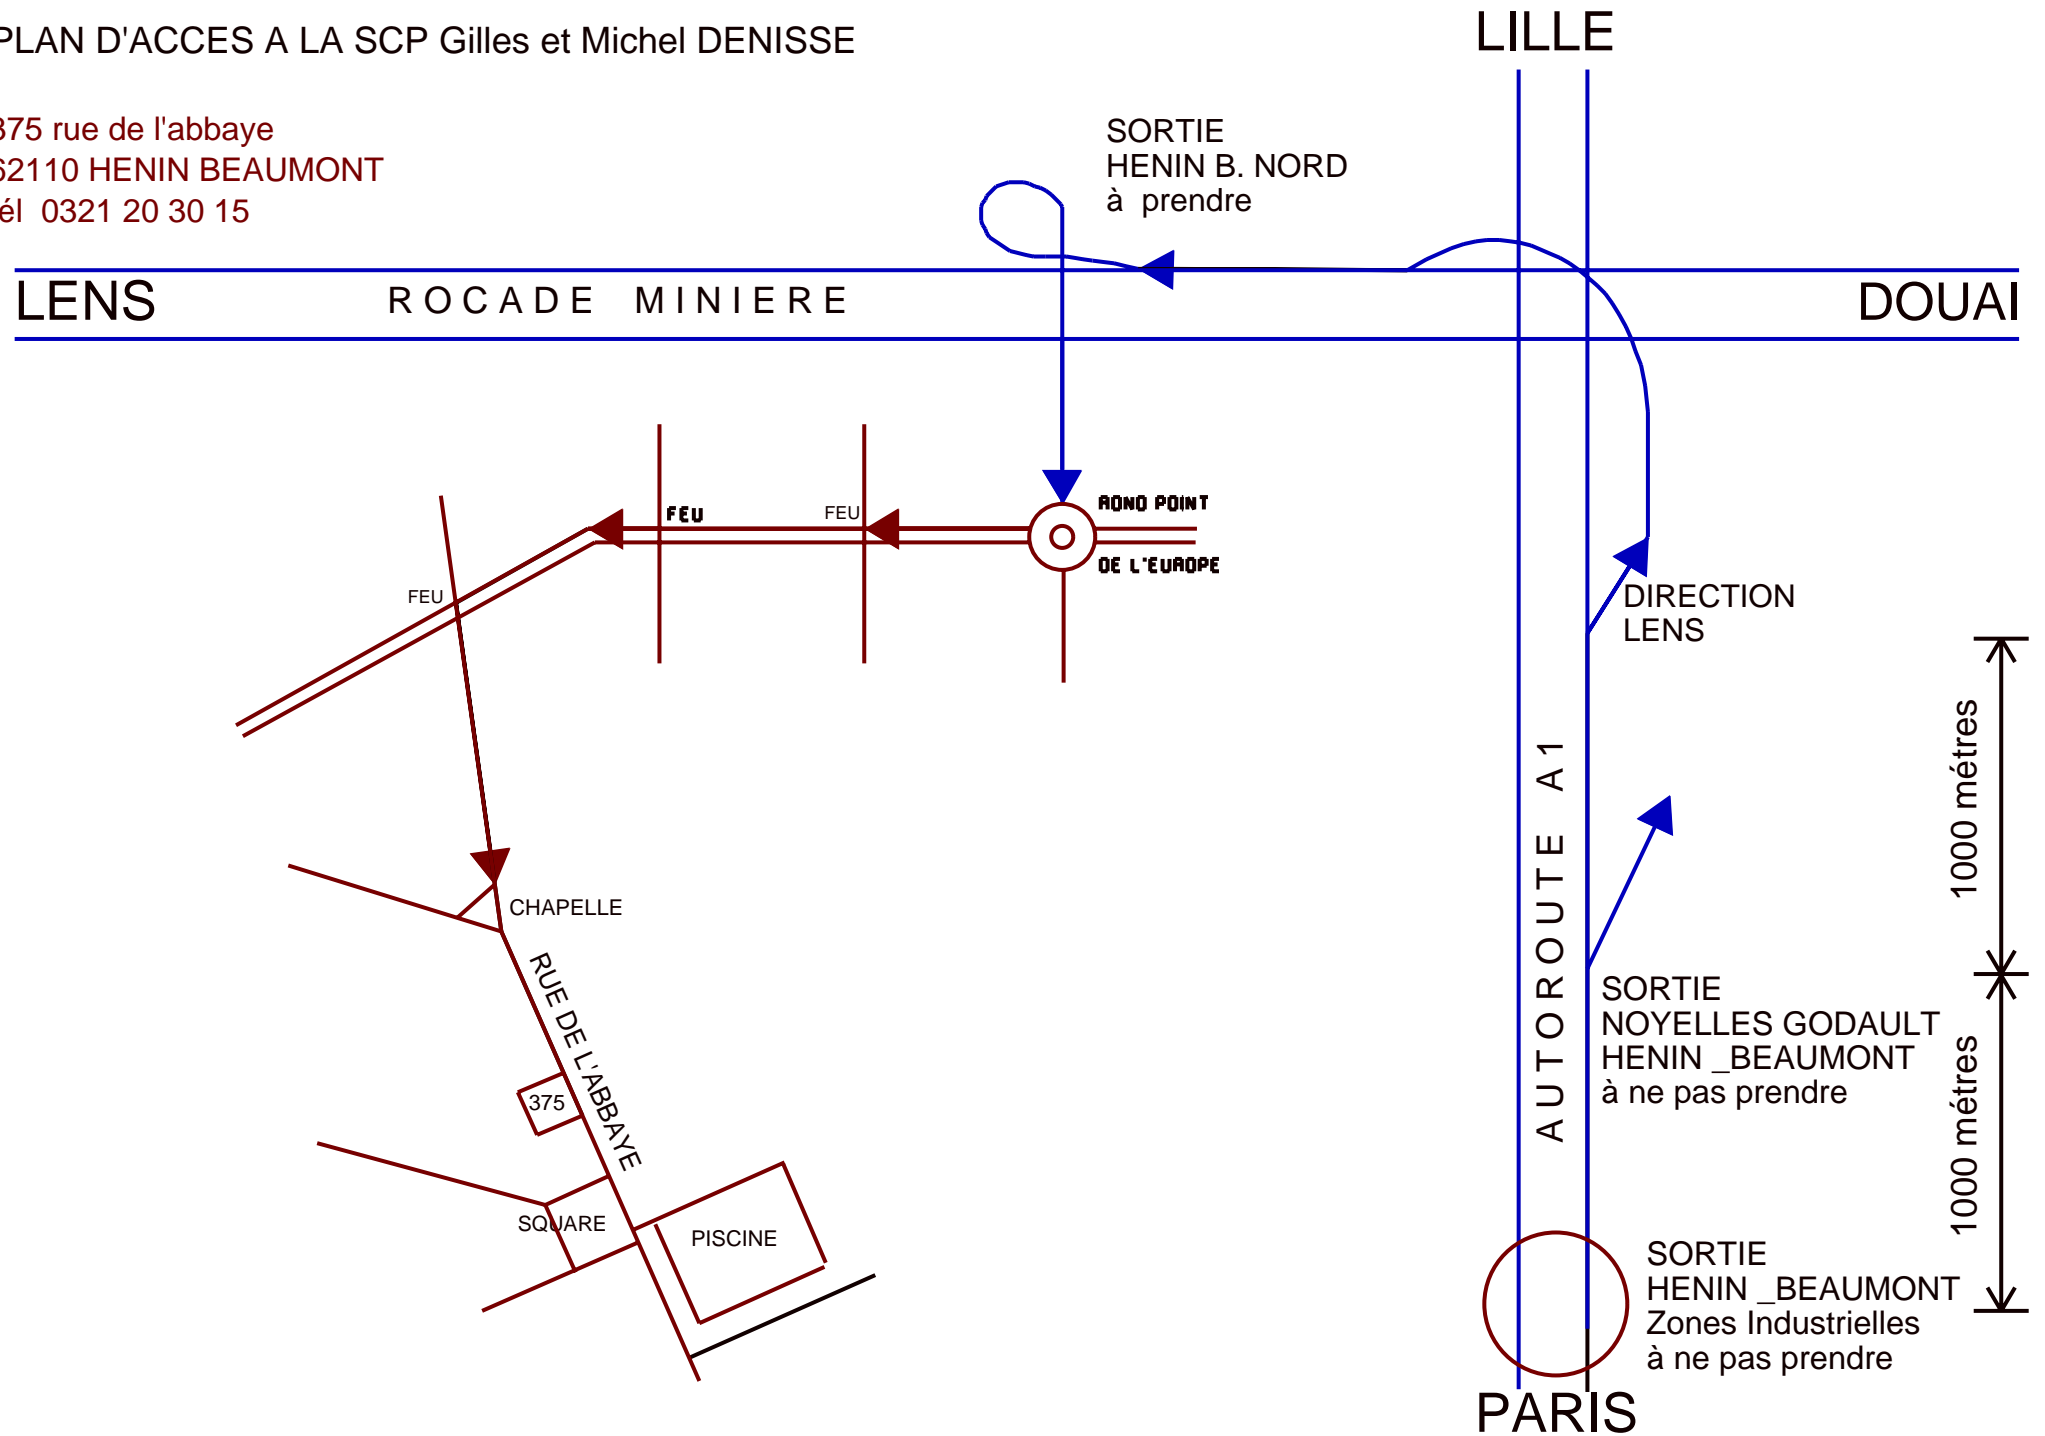 PLAN D'ACCES A LA SCP Gilles et Michel DENISSE
375 rue de l'abbaye
62110 HENIN BEAUMONT
él 0321 20 30 15
LILLE
SORTIE
HENIN B. NORD
à prendre
LENS
ROCADE MINIERE
DOUAI
FEU
FEU
ROND POINT
DE L'EUROPE
FEU
DIRECTION
LENS
1000 métres
AUTOROUTE A1
CHAPELLE
RUE DE L'ABBAYE
375
SORTIE
NOYELLES GODAULT
HENIN _BEAUMONT
à ne pas prendre
1000 métres
SQUARE
PISCINE
SORTIE
HENIN _BEAUMONT
Zones Industrielles
à ne pas prendre
PARIS